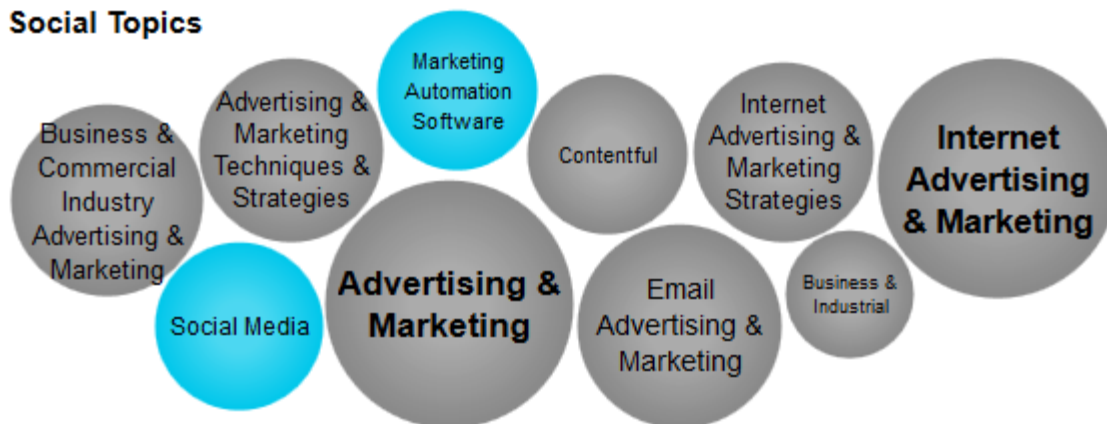 Social Topics
Business &
Commercial
Industry
Advertising &
Marketing
Advertising &
Marketing
Techniques &
Strategies
Marketing
Automation
Software
Contentful
Internet
Advertising &
Marketing
Strategies
Internet
Advertising
& Marketing
Social Media
Advertising &
Marketing
Email
Advertising &
Marketing
Business &
Industrial